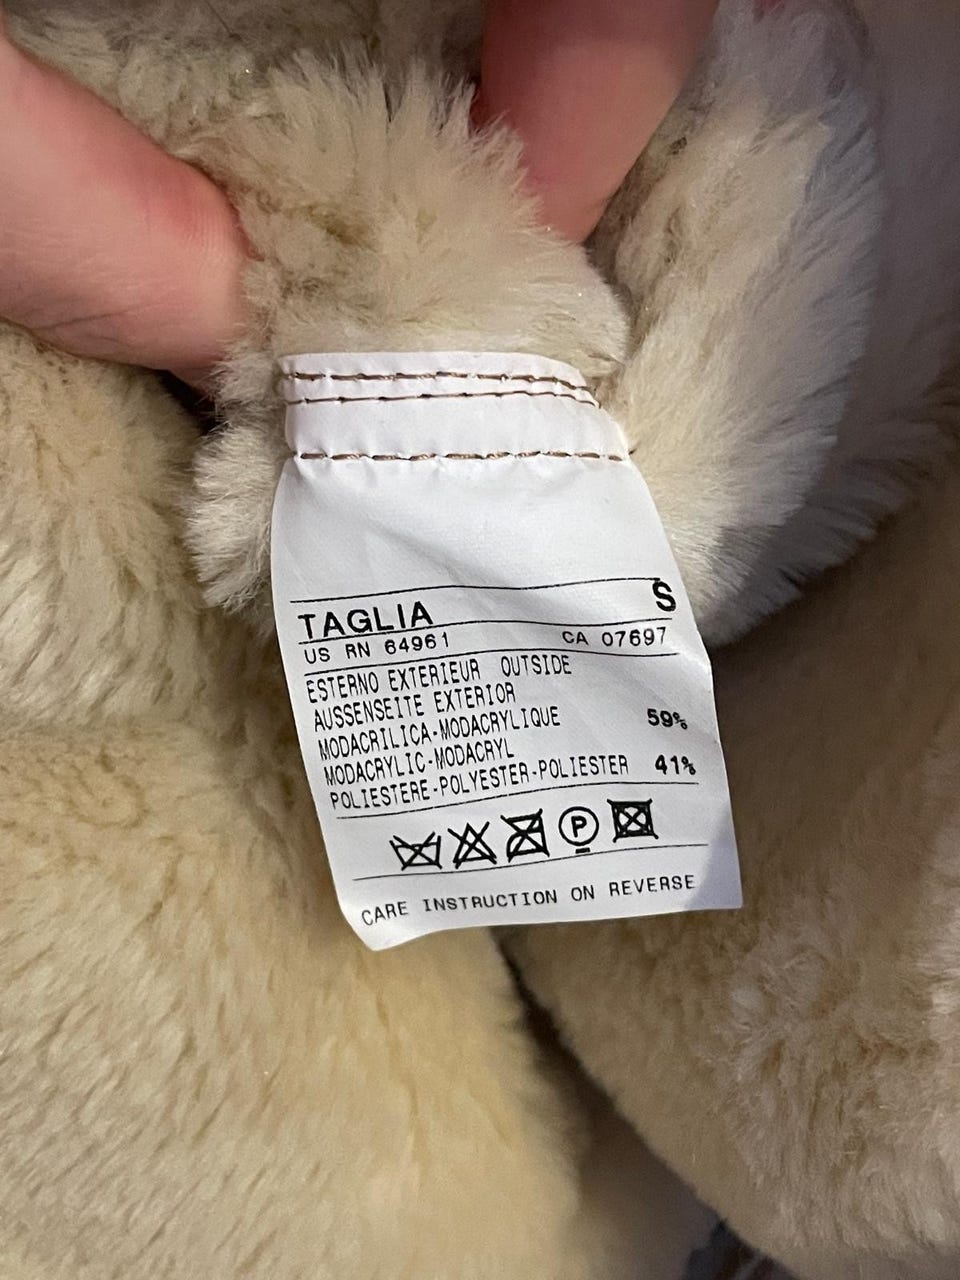 TAGLIA S
US RN 64961 CA 07697
ESTERNO EXTERIEUR OUTSIDE
AUSSENSEITE EXTERIOR
MODACRILICA-MODACRYLIQUE 59%
MODACRYLIC-MODACRYL
POLIESTERE-POLYESTER-POLIESTER 41%
P
CARE INSTRUCTION ON REVERSE